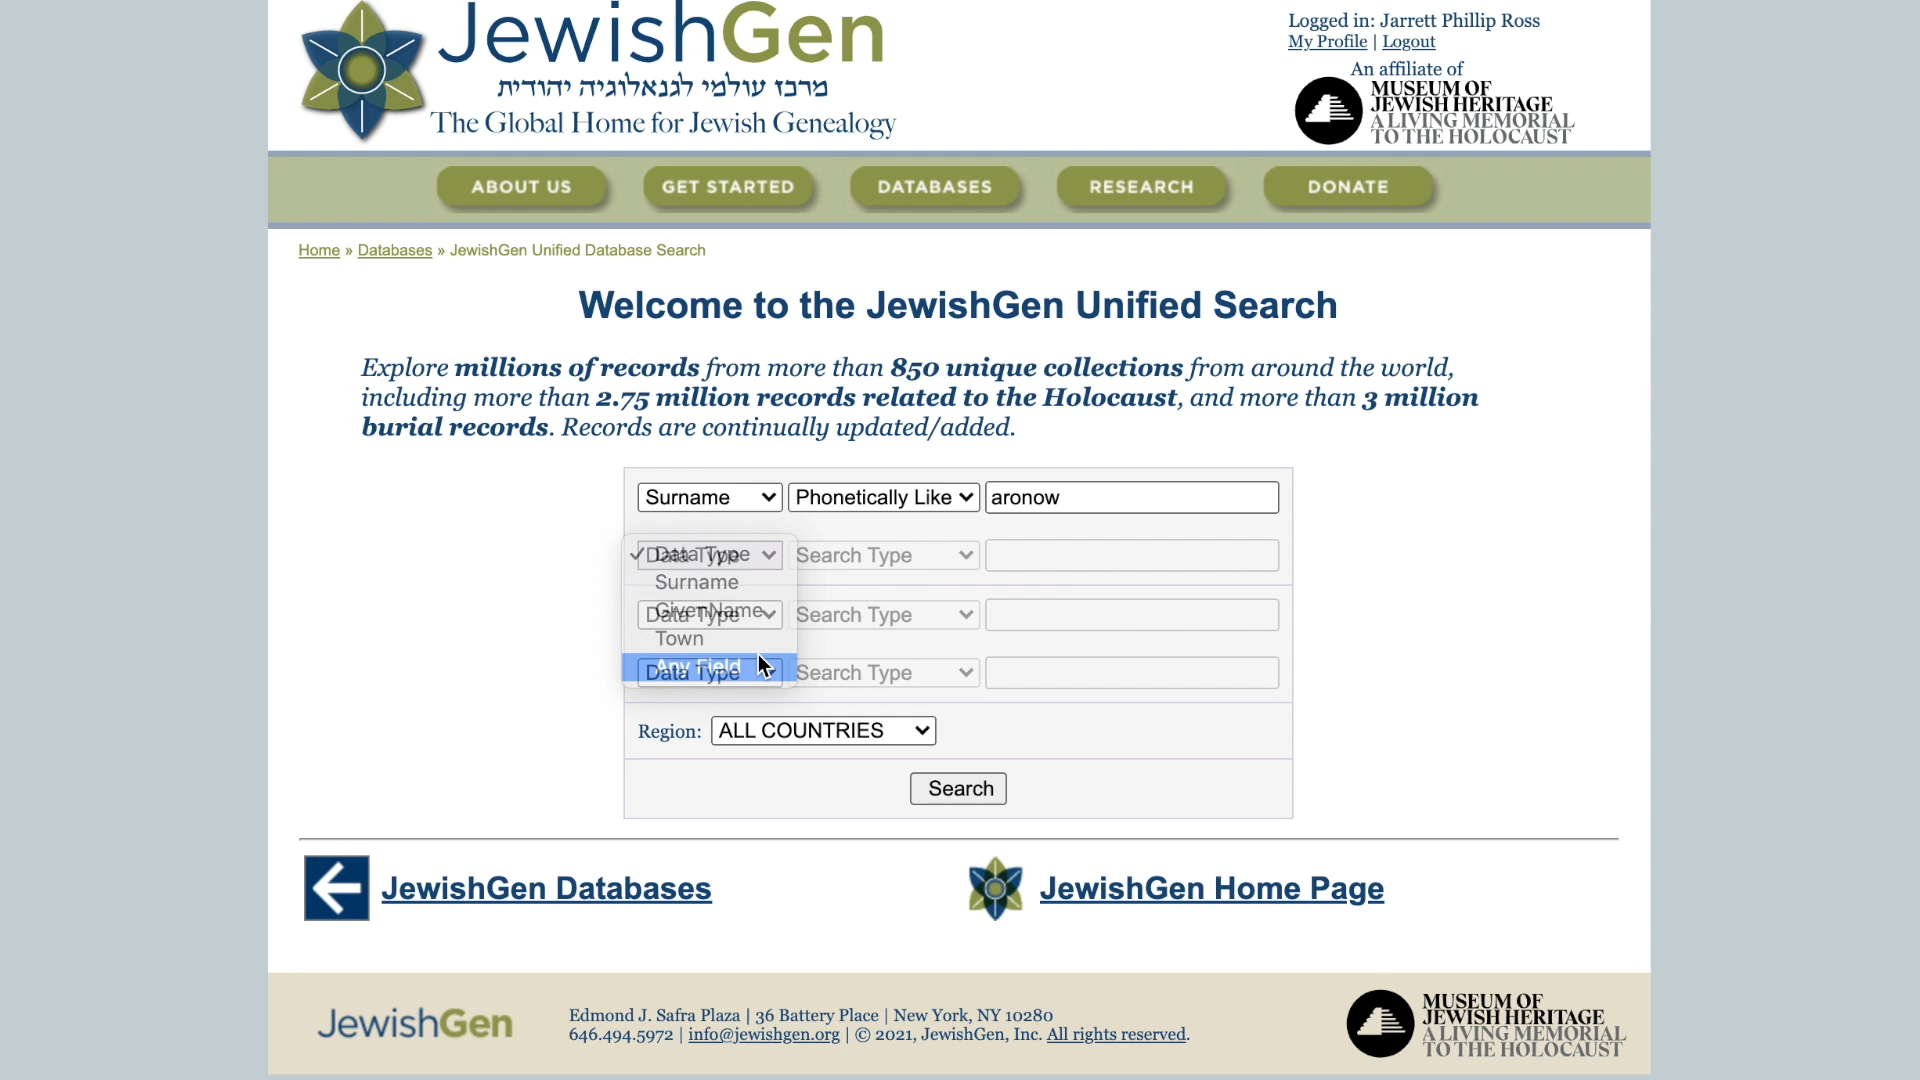 JewishGen
מרכז עולמי לגנאלוגיה יהודית
The Global Home for Jewish Genealogy
Logged in: Jarrett Phillip Ross
My Profile | Logout
An affiliate of
MUSEUM OF
JEWISH HERITAGE
A LIVING MEMORIAL
TO THE HOLOCAUST
ABOUT US
GET STARTED
DATABASES
RESEARCH
DONATE
Home » Databases » JewishGen Unified Database Search
Welcome to the JewishGen Unified Search
Explore millions of records from more than 850 unique collections from around the world,
including more than 2.75 million records related to the Holocaust, and more than 3 million
burial records. Records are continually updated/added.
Surname Phonetically Like aronow
Data Type Search Type
Data Type
Surname
GivenName
Data Type Search Type
Town
Any Field
Data Type Search Type
Region: ALL COUNTRIES
Search
JewishGen Databases
JewishGen Home Page
JewishGen
Edmond J. Safra Plaza | 36 Battery Place | New York, NY 10280
646.494.5972 | info@jewishgen.org | © 2021, JewishGen, Inc. All rights reserved.
MUSEUM OF
JEWISH HERITAGE
A LIVING MEMORIAL
TO THE HOLOCAUST